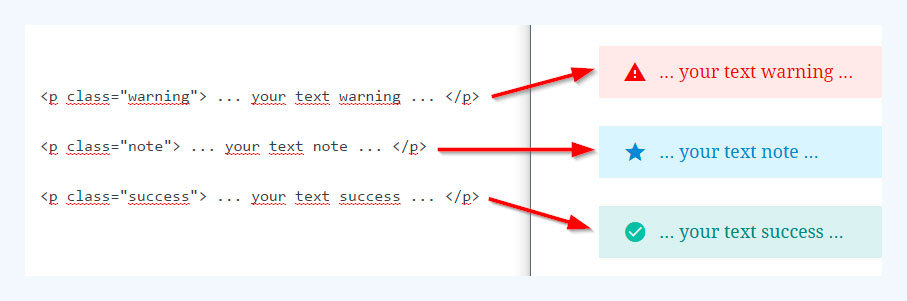 <p class="warning"> ... your text warning ... </p>
... your text warning ...
<p class="note"> ... your text note ... </p>
... your text note ...
<p class="success"> ... your text success ... </p>
... your text success ...